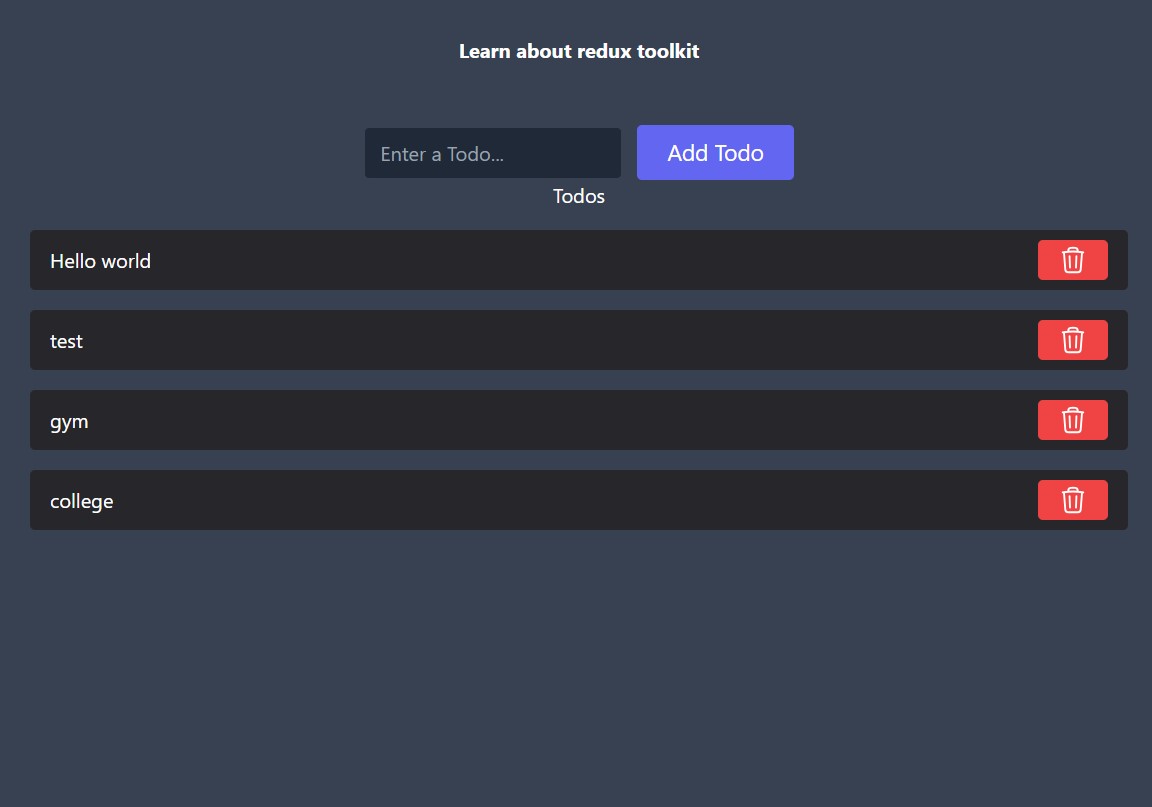 Learn about redux toolkit
Enter a Todo...
Add Todo
Todos
Hello world
test
gym
college